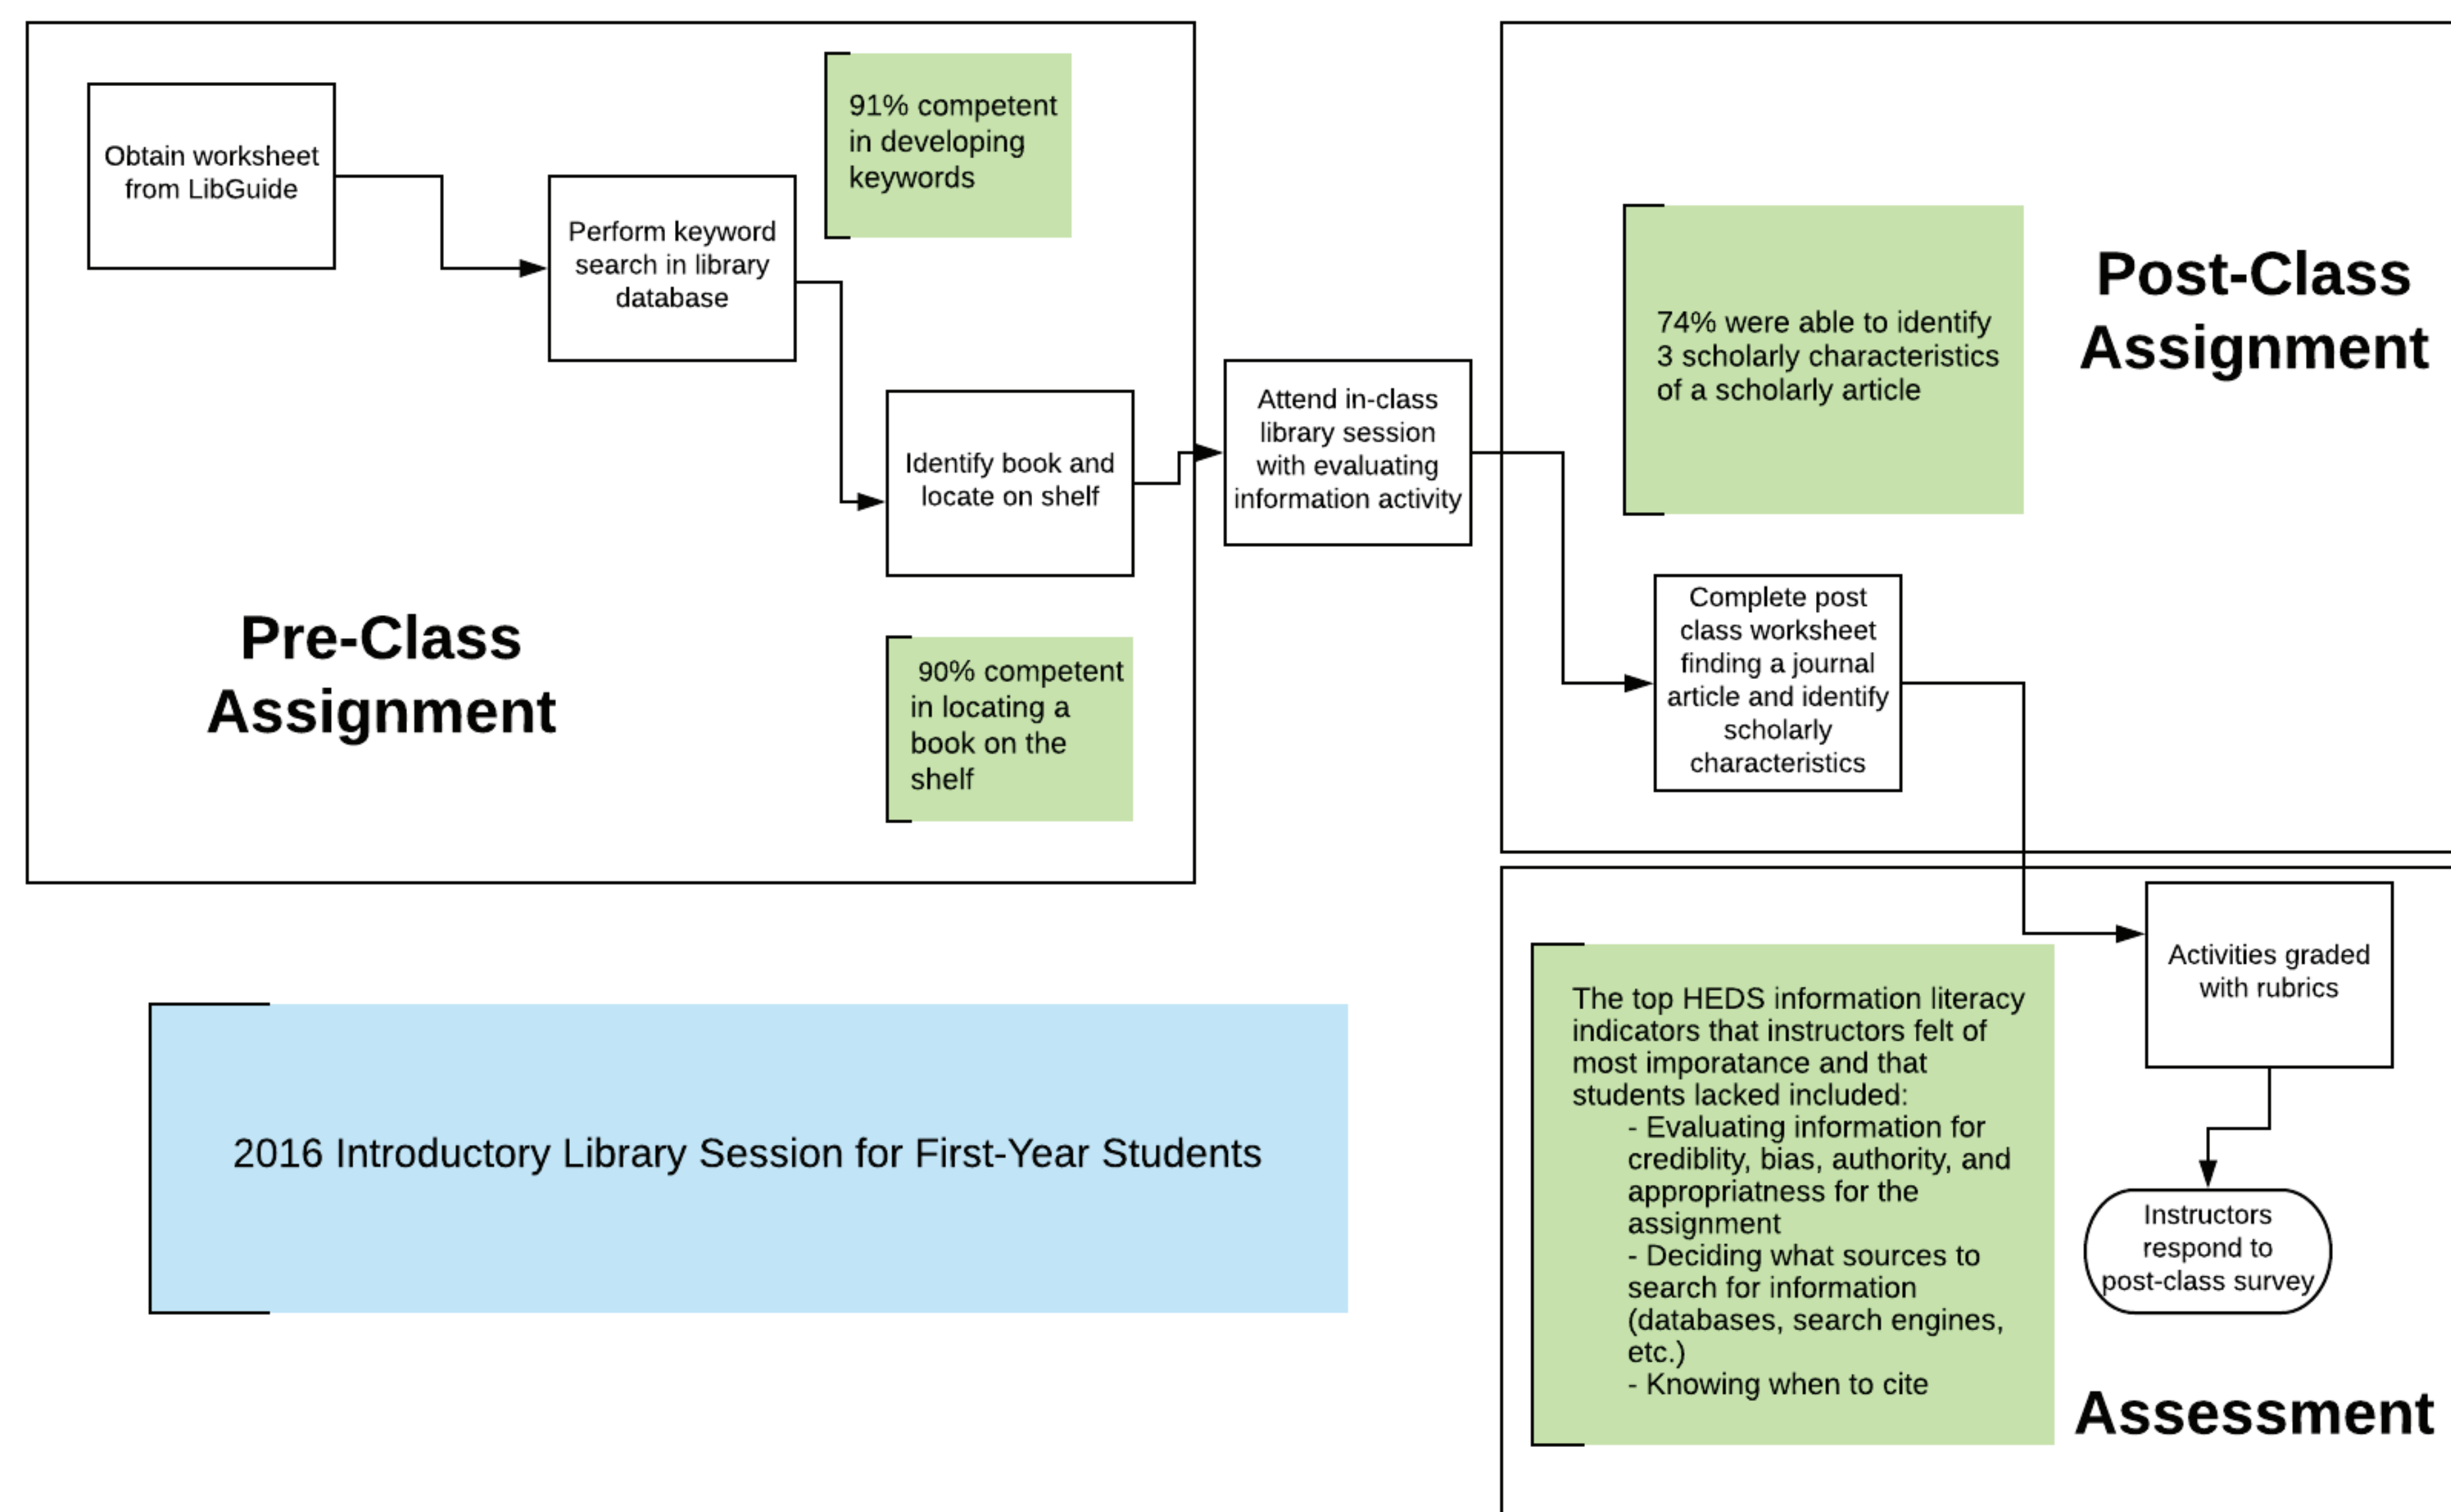 Obtain worksheet
from LibGuide
Perform keyword
search in library
database
91% competent
in developing
keywords
Identify book and
locate on shelf
90% competent
in locating a
book on the
shelf
Pre-Class
Assignment
Attend in-class
library session
with evaluating
information activity
74% were able to identify
3 scholarly characteristics
of a scholarly article
Post-Class
Assignment
Complete post
class worksheet
finding a journal
article and identify
scholarly
characteristics
2016 Introductory Library Session for First-Year Students
The top HEDS information literacy
indicators that instructors felt of
most imporatance and that
students lacked included:
- Evaluating information for
crediblity, bias, authority, and
appropriatness for the
assignment
- Deciding what sources to
search for information
(databases, search engines,
etc.)
- Knowing when to cite
Activities graded
with rubrics
Instructors
respond to
post-class survey
Assessment